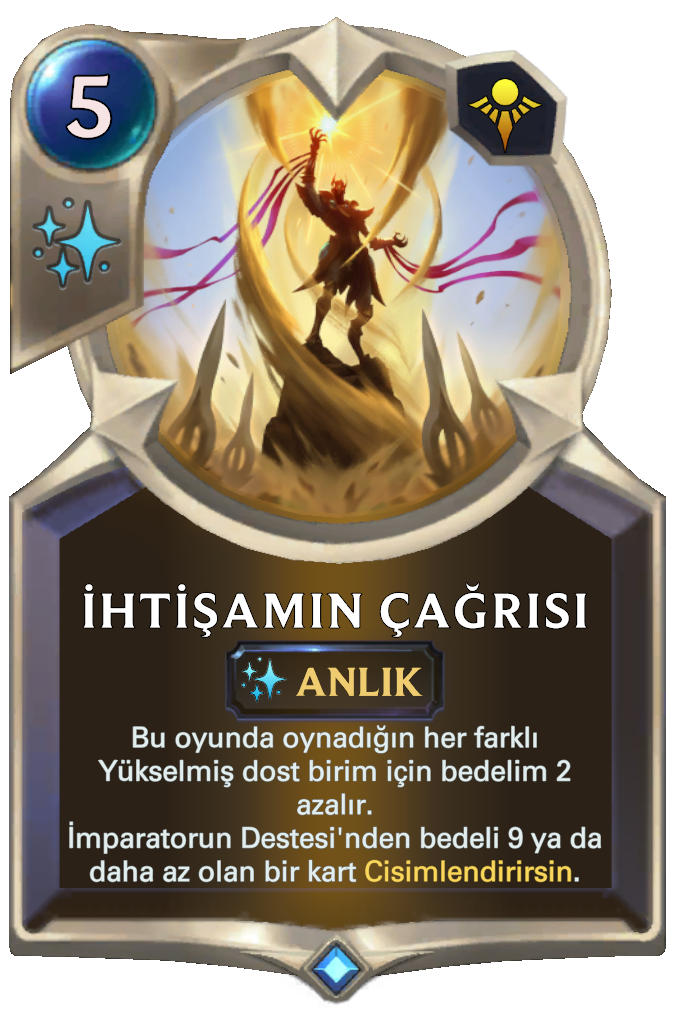 5
İHTİŞAMIN ÇAĞRISI
ANLIK
Bu oyunda oynadığın her farklı
Yükselmiş dost birim için bedelim 2
azalır.
İmparatorun Destesi'nden bedeli 9 ya da
daha az olan bir kart Cisimlendirirsin.